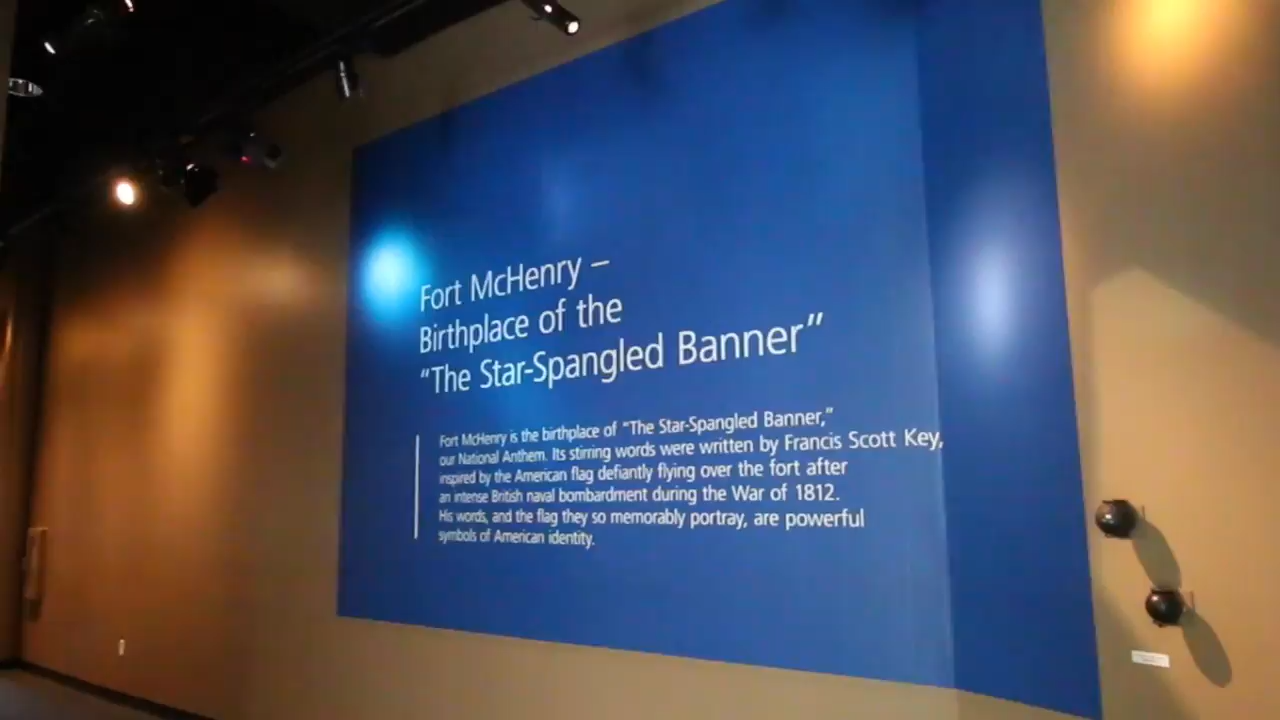 Fort McHenry –
Birthplace of the
“The Star-Spangled Banner”
Fort McHenry is the birthplace of “The Star-Spangled Banner,”
our National Anthem. Its stirring words were written by Francis Scott Key,
inspired by the American flag defiantly flying over the fort after
an intense British naval bombardment during the War of 1812.
His words, and the flag they so memorably portray, are powerful
symbols of American identity.